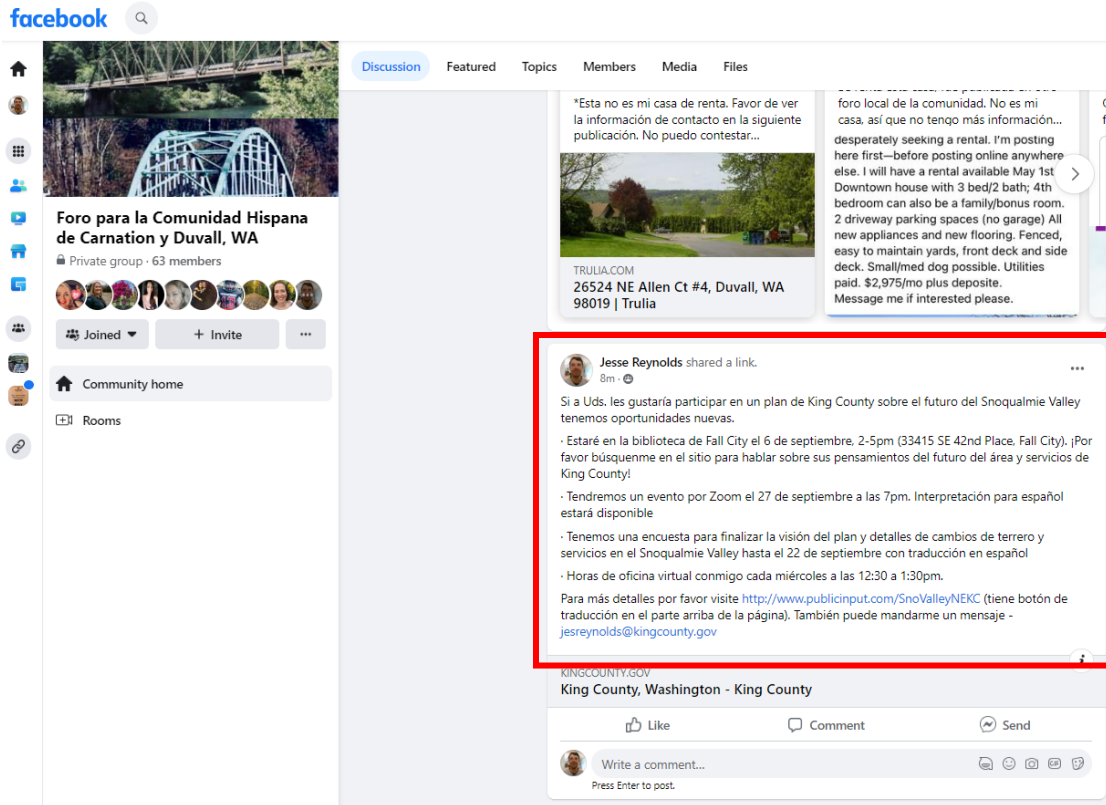 facebook
Discussion
Featured
Topics
Members
Media
Files
Foro para la Comunidad Hispana
de Carnation y Duvall, WA
Private group · 63 members
Joined
+ Invite
Community home
Rooms
*Esta no es mi casa de renta. Favor de ver
la información de contacto en la siguiente
publicación. No puedo contestar...
TRULIA.COM
26524 NE Allen Ct #4, Duvall, WA
98019 | Trulia
foro local de la comunidad. No es mi
casa, así que no tengo más información...
desperately seeking a rental. I'm posting
here first—before posting online anywhere
else. I will have a rental available May 1st
Downtown house with 3 bed/2 bath; 4th
bedroom can also be a family/bonus room.
2 driveway parking spaces (no garage) All
new appliances and new flooring. Fenced,
easy to maintain yards, front deck and side
deck. Small/med dog possible. Utilities
paid. $2,975/mo plus deposite.
Message me if interested please.
Jesse Reynolds shared a link.
8m ·
Si a Uds. les gustaría participar en un plan de King County sobre el futuro del Snoqualmie Valley
tenemos oportunidades nuevas.
· Estaré en la biblioteca de Fall City el 6 de septiembre, 2-5pm (33415 SE 42nd Place, Fall City). ¡Por
favor búsquenme en el sitio para hablar sobre sus pensamientos del futuro del área y servicios de
King County!
· Tendremos un evento por Zoom el 27 de septiembre a las 7pm. Interpretación para español
estará disponible
· Tenemos una encuesta para finalizar la visión del plan y detalles de cambios de terrero y
servicios en el Snoqualmie Valley hasta el 22 de septiembre con traducción en español
· Horas de oficina virtual conmigo cada miércoles a las 12:30 a 1:30pm.
Para más detalles por favor visite http://www.publicinput.com/SnoValleyNEKC (tiene botón de
traducción en el parte arriba de la página). También puede mandarme un mensaje -
jesreynolds@kingcounty.gov
KINGCOUNTY.GOV
King County, Washington - King County
Like
Comment
Send
Write a comment...
GIF
Press Enter to post.